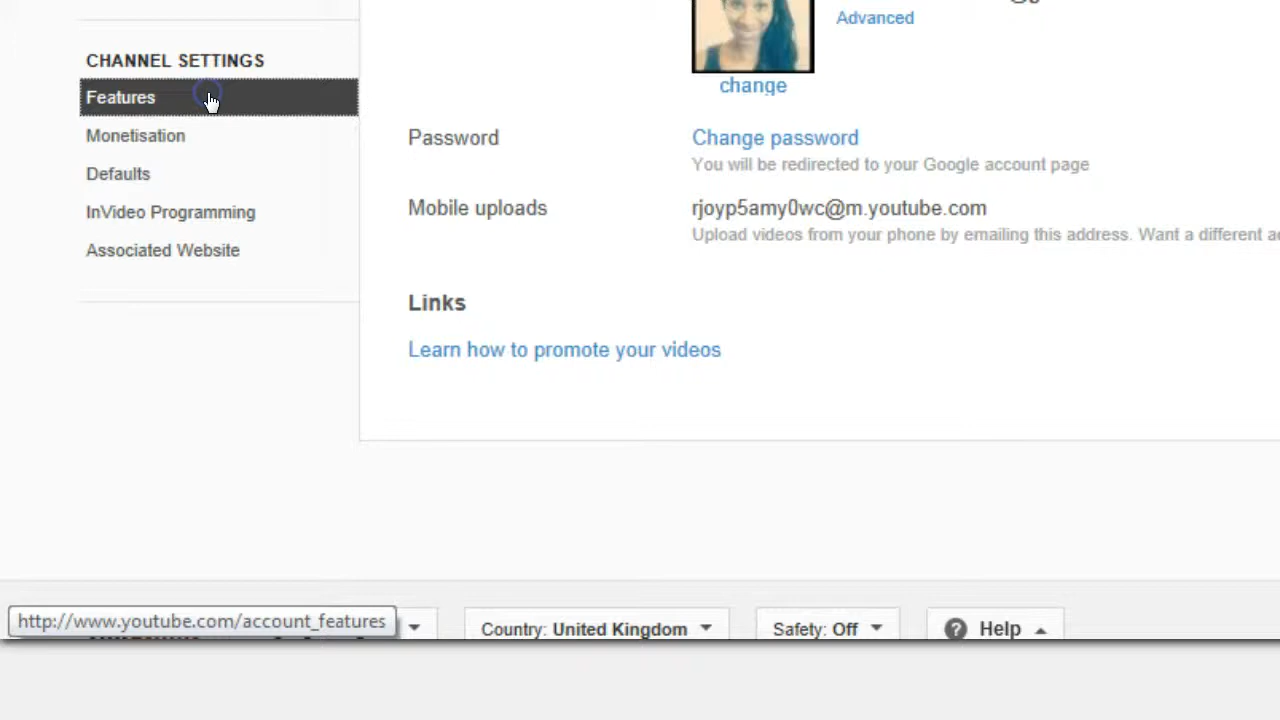 Advanced
CHANNEL SETTINGS
change
Features
Monetisation
Password
Change password
You will be redirected to your Google account page
Defaults
Mobile uploads
rjoyp5amy0wc@m.youtube.com
InVideo Programming
Upload videos from your phone by emailing this address. Want a different
Associated Website
Links
Learn how to promote your videos
http://www.youtube.com/account_features
Country: United Kingdom
Safety: Off
Help